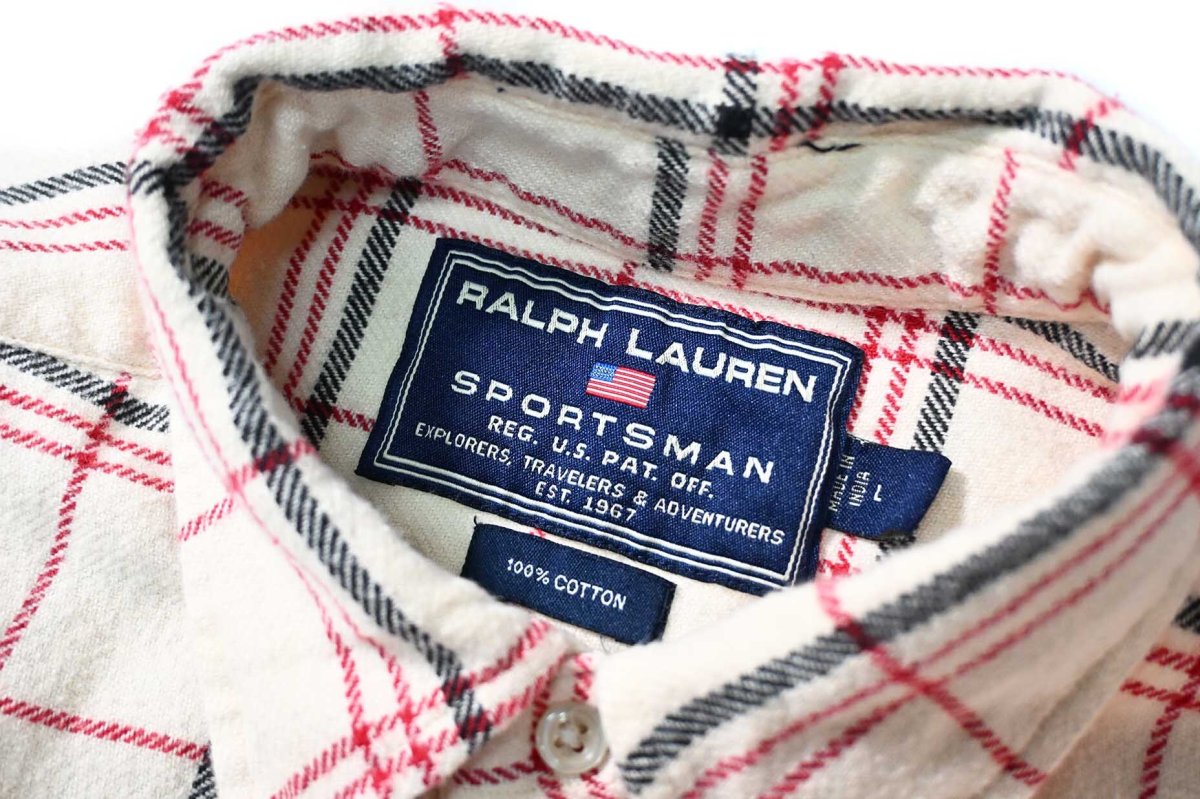 RALPH LAUREN
SPORTSMAN
REG. U.S. PAT. OFF.
EXPLORERS, TRAVELERS & ADVENTURERS
EST. 1967
MADE IN
INDIA
L
100% COTTON